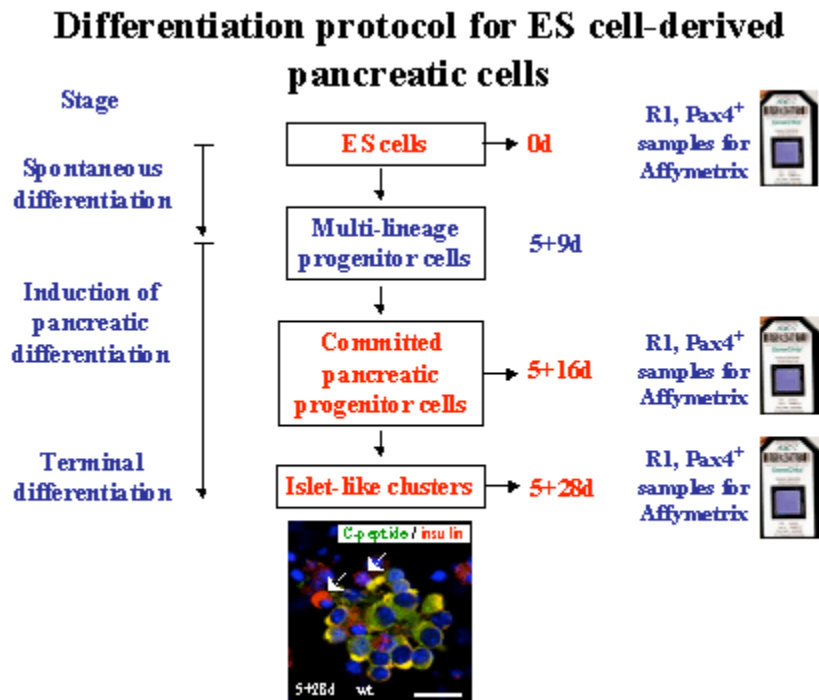 Differentiation protocol for ES cell-derived
pancreatic cells
Stage
ES cells
0d
R1, Pax4+
samples for
Affymetrix
Spontaneous
differentiation
Multi-lineage
progenitor cells
5+9d
Induction of
pancreatic
differentiation
Committed
pancreatic
progenitor cells
5+16d
R1, Pax4+
samples for
Affymetrix
Terminal
differentiation
Islet-like clusters
5+28d
R1, Pax4+
samples for
Affymetrix
C-peptide / insulin
5+28d wt